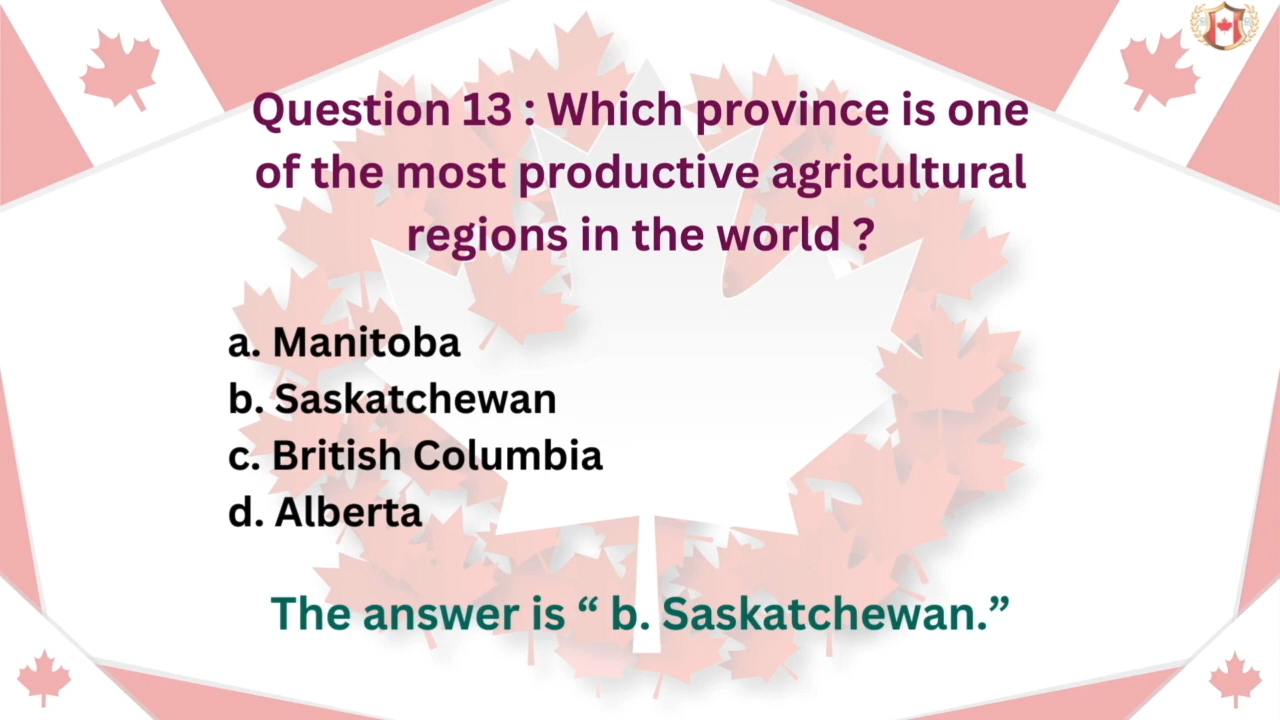 Question 13 : Which province is one
of the most productive agricultural
regions in the world ?
a. Manitoba
b. Saskatchewan
c. British Columbia
d. Alberta
The answer is “ b. Saskatchewan.”